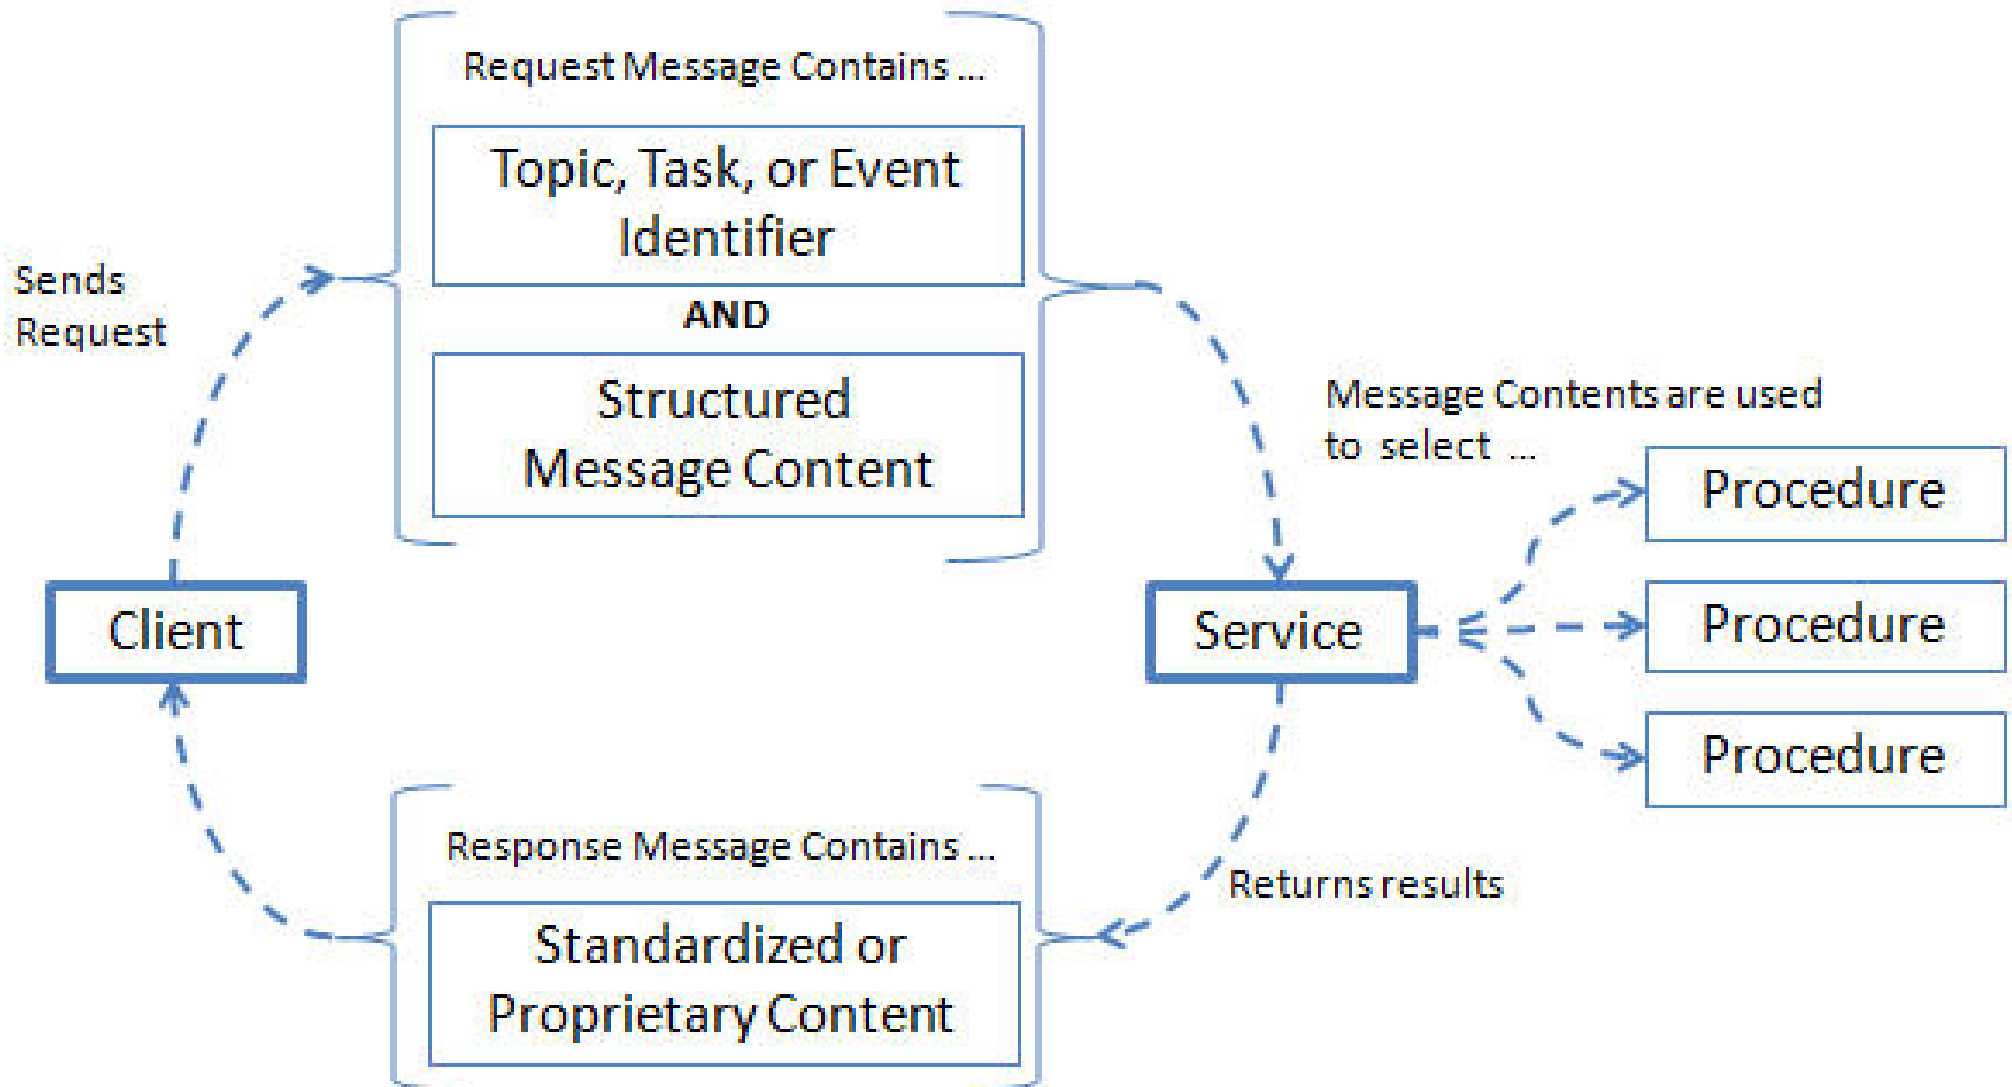 Request Message Contains ...
Topic, Task, or Event
Identifier
AND
Structured
Message Content
Sends
Request
Client
Message Contents are used
to select ...
Service
Procedure
Procedure
Procedure
Returns results
Response Message Contains ...
Standardized or
Proprietary Content